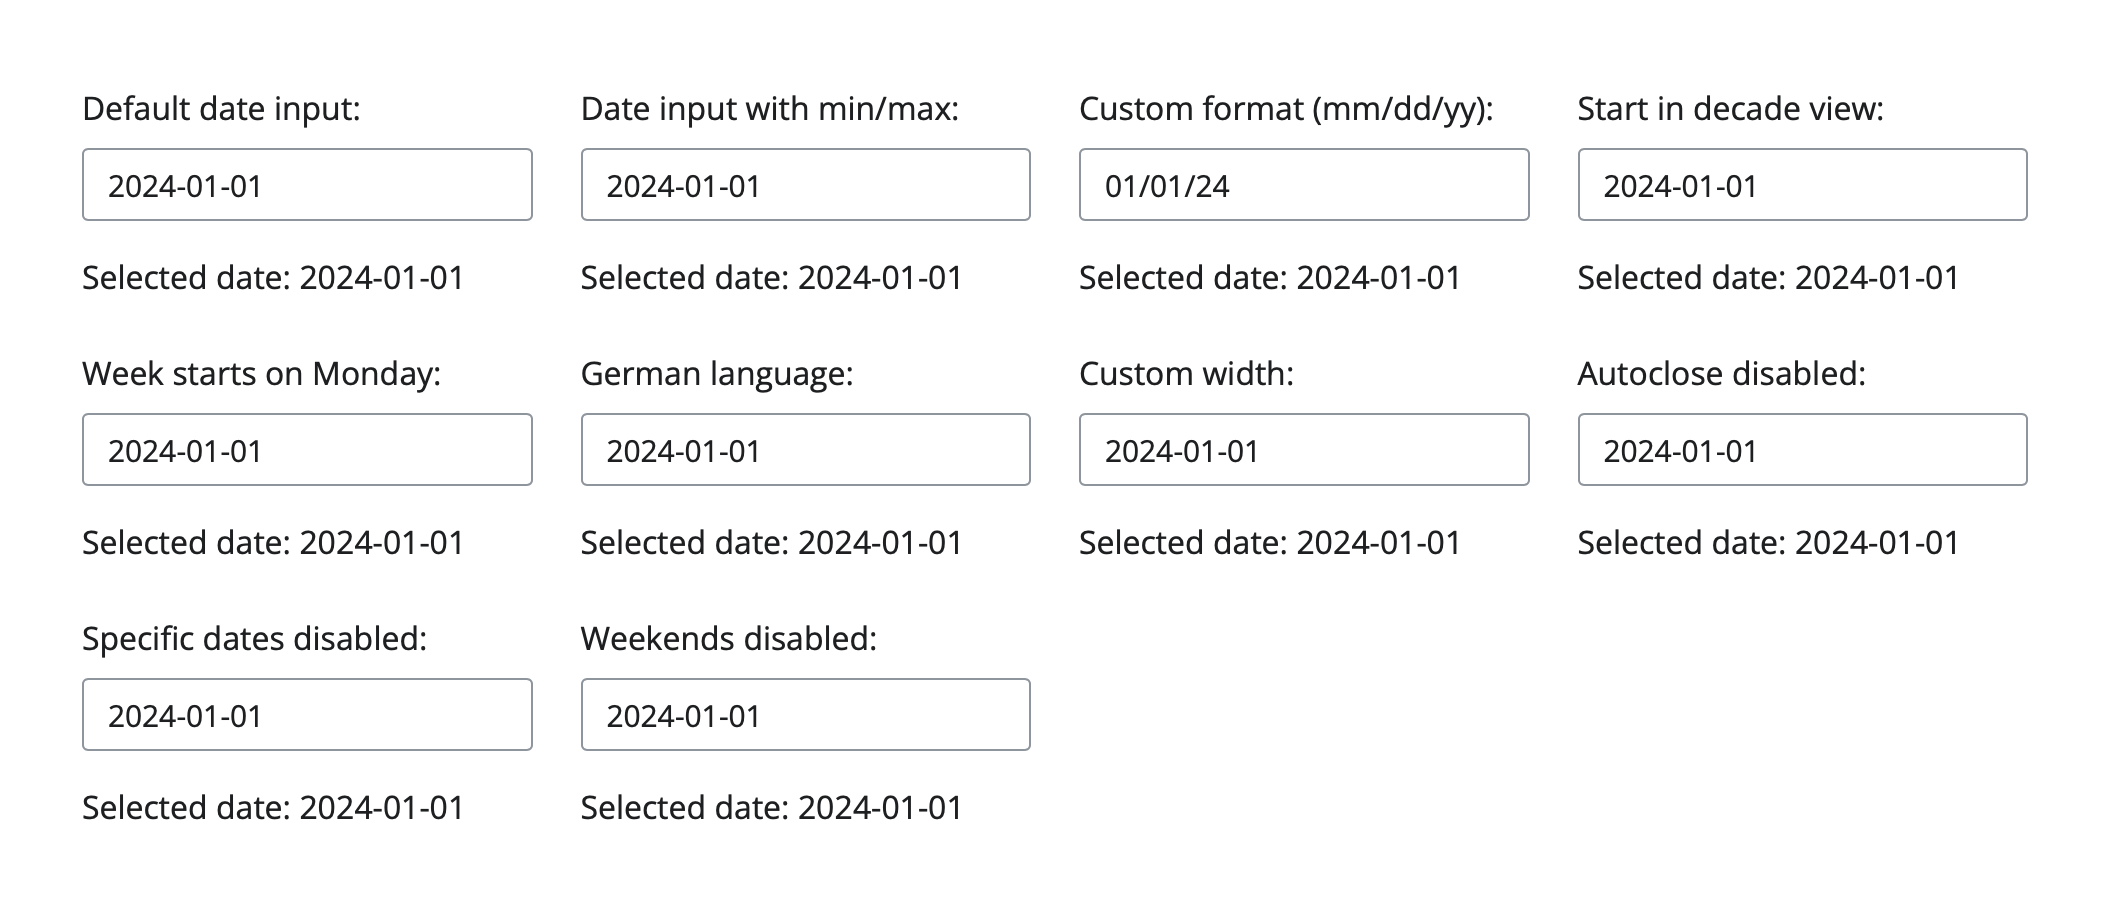 Default date input:
2024-01-01
Selected date: 2024-01-01
Date input with min/max:
2024-01-01
Selected date: 2024-01-01
Custom format (mm/dd/yy):
01/01/24
Selected date: 2024-01-01
Start in decade view:
2024-01-01
Selected date: 2024-01-01
Week starts on Monday:
2024-01-01
Selected date: 2024-01-01
German language:
2024-01-01
Selected date: 2024-01-01
Custom width:
2024-01-01
Selected date: 2024-01-01
Autoclose disabled:
2024-01-01
Selected date: 2024-01-01
Specific dates disabled:
2024-01-01
Selected date: 2024-01-01
Weekends disabled:
2024-01-01
Selected date: 2024-01-01